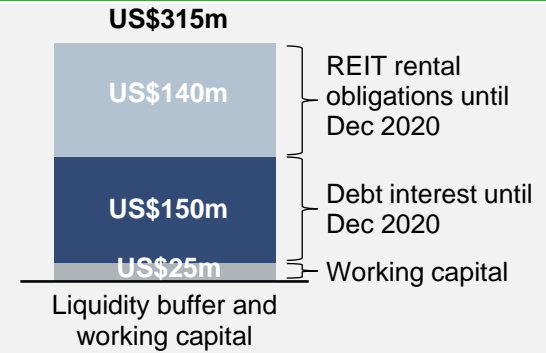 US$315m
US$140m
REIT rental
obligations until
Dec 2020
US$150m
Debt interest until
Dec 2020
US$25m
Working capital
Liquidity buffer and
working capital